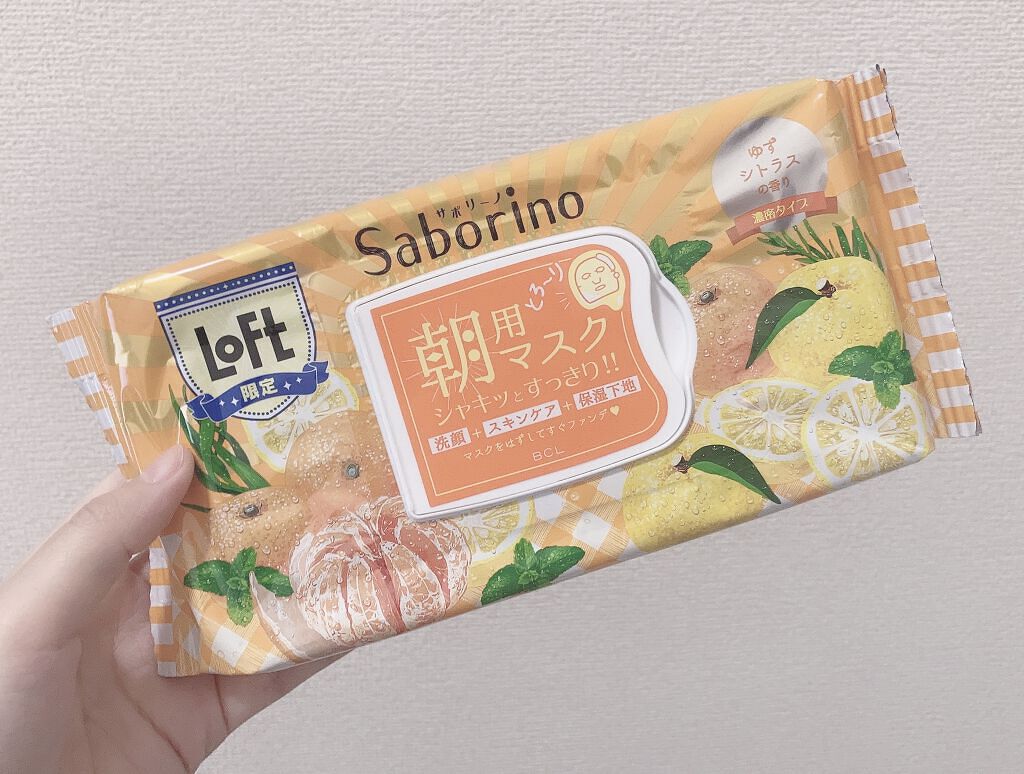 ゆず
シトラス
の香り
濃密タイプ
サボリーノ
Saborino
LOFT
限定
とろ〜り
朝用
マスク
シャキッとすっきり!!
洗顔+スキンケア+保湿下地
マスクをはずしてすぐファンデ♥
BCL